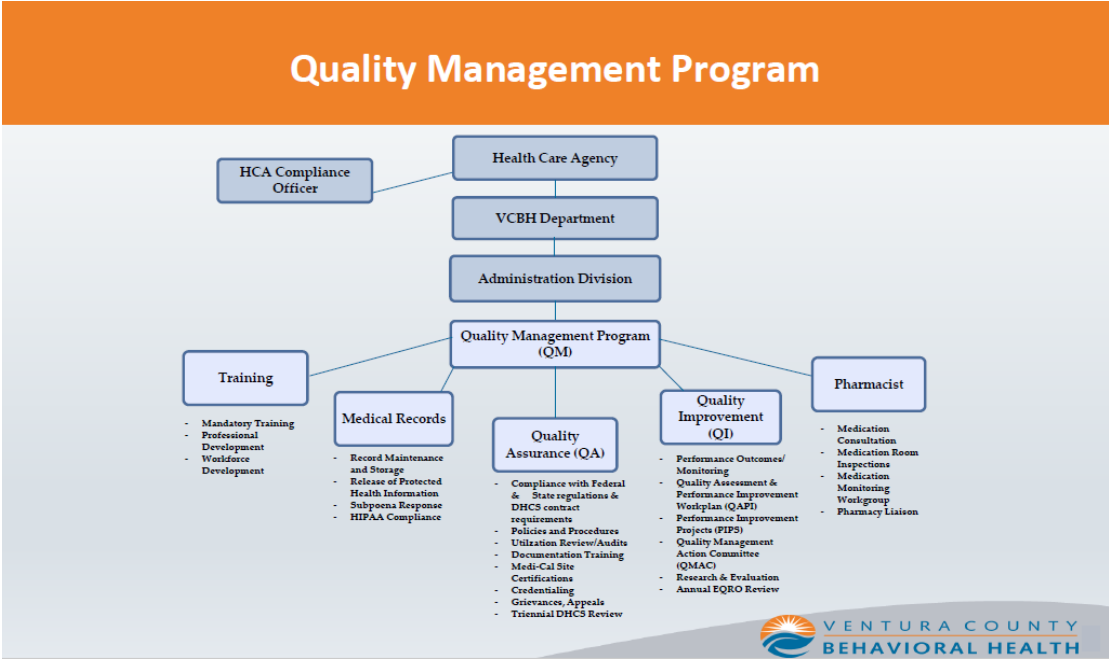 Quality Management Program
Health Care Agency
HCA Compliance
Officer
VCBH Department
Administration Division
Quality Management Program
(QM)
Training
- Mandatory Training
- Professional
Development
- Workforce
Development
Medical Records
- Record Maintenance
and Storage
- Release of Protected
Health Information
- Subpoena Response
- HIPAA Compliance
Quality
Assurance (QA)
- Compliance with Federal
& State regulations &
DHCS contract
requirements
- Policies and Procedures
- Utilzation Review/Audits
- Documentation Training
- Medi-Cal Site
Certifications
- Credentialing
- Grievances, Appeals
- Triennial DHCS Review
Quality
Improvement
(QI)
- Performance Outcomes/
Monitoring
- Quality Assessment &
Performance Improvement
Workplan (QAPI)
- Performance Improvement
Projects (PIPS)
- Quality Management
Action Committee
(QMAC)
- Research & Evaluation
- Annual EQRO Review
Pharmacist
- Medication
Consultation
- Medication Room
Inspections
- Medication
Monitoring
Workgroup
- Pharmacy Liaison
VENTURA COUNTY
BEHAVIORAL HEALTH